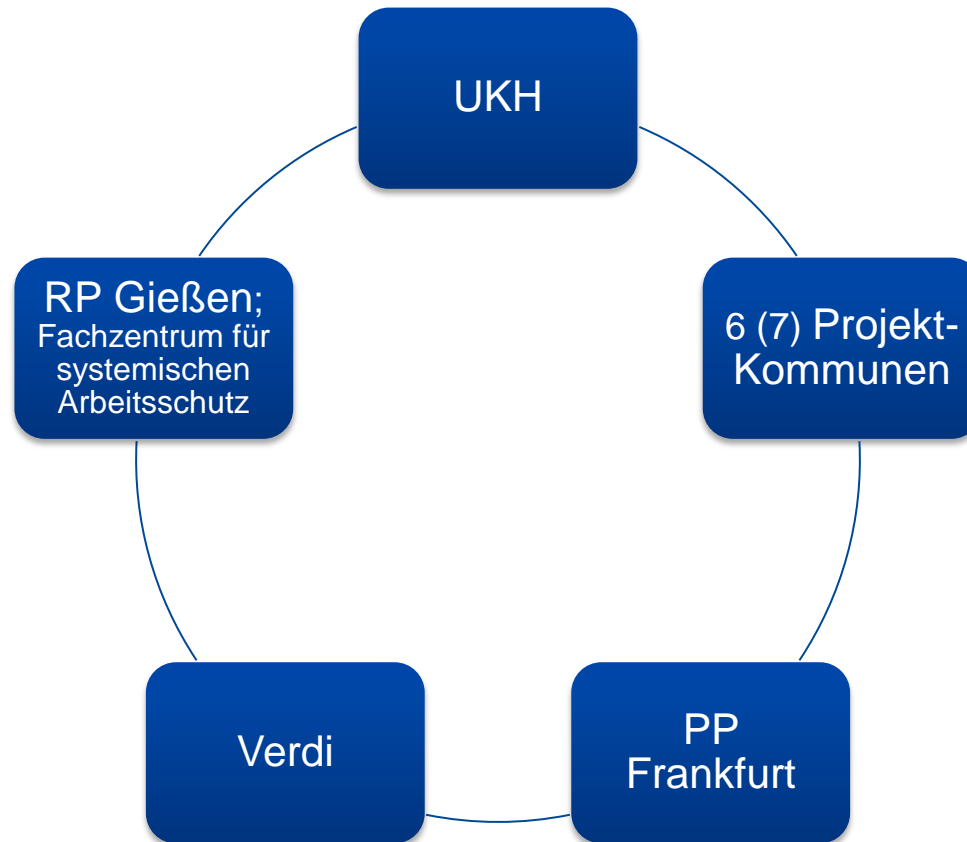 UKH
RP Gießen;
Fachzentrum für
systemischen
Arbeitsschutz
6 (7) Projekt-
Kommunen
Verdi
PP
Frankfurt